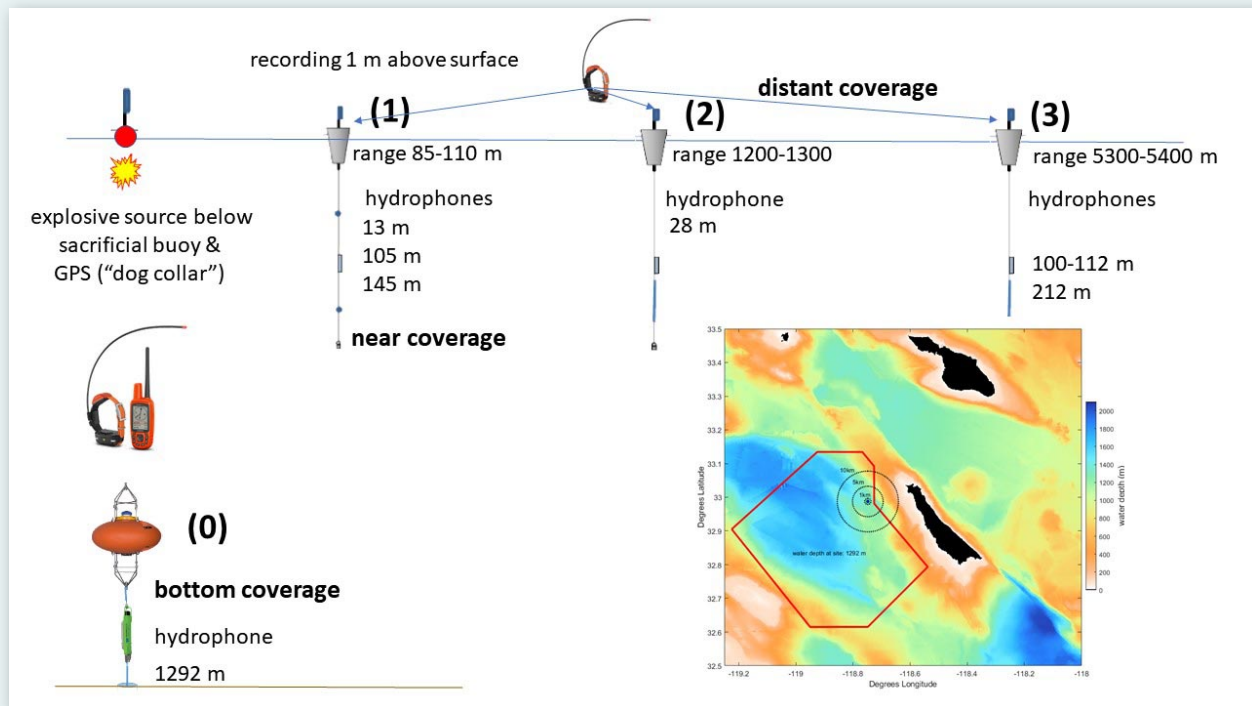 recording 1 m above surface
distant coverage
(1)
(2)
(3)
range 85-110 m
range 1200-1300
range 5300-5400 m
explosive source below
sacrificial buoy &
GPS (“dog collar”)
hydrophones
13 m
105 m
145 m
near coverage
hydrophone
28 m
hydrophones
100-112 m
212 m
(0)
bottom coverage
hydrophone
1292 m
33.5
33.4
33.3
33.2
33.1
33
32.9
32.8
32.7
32.6
32.5
Degrees Latitude
10km
5km
1km
water depth at site: 1292 m
-119.2
-119
-118.8
-118.6
-118.4
-118.2
-118
Degrees Longitude
2000
1800
1600
1400
1200
1000
800
600
400
200
0
water depth (m)